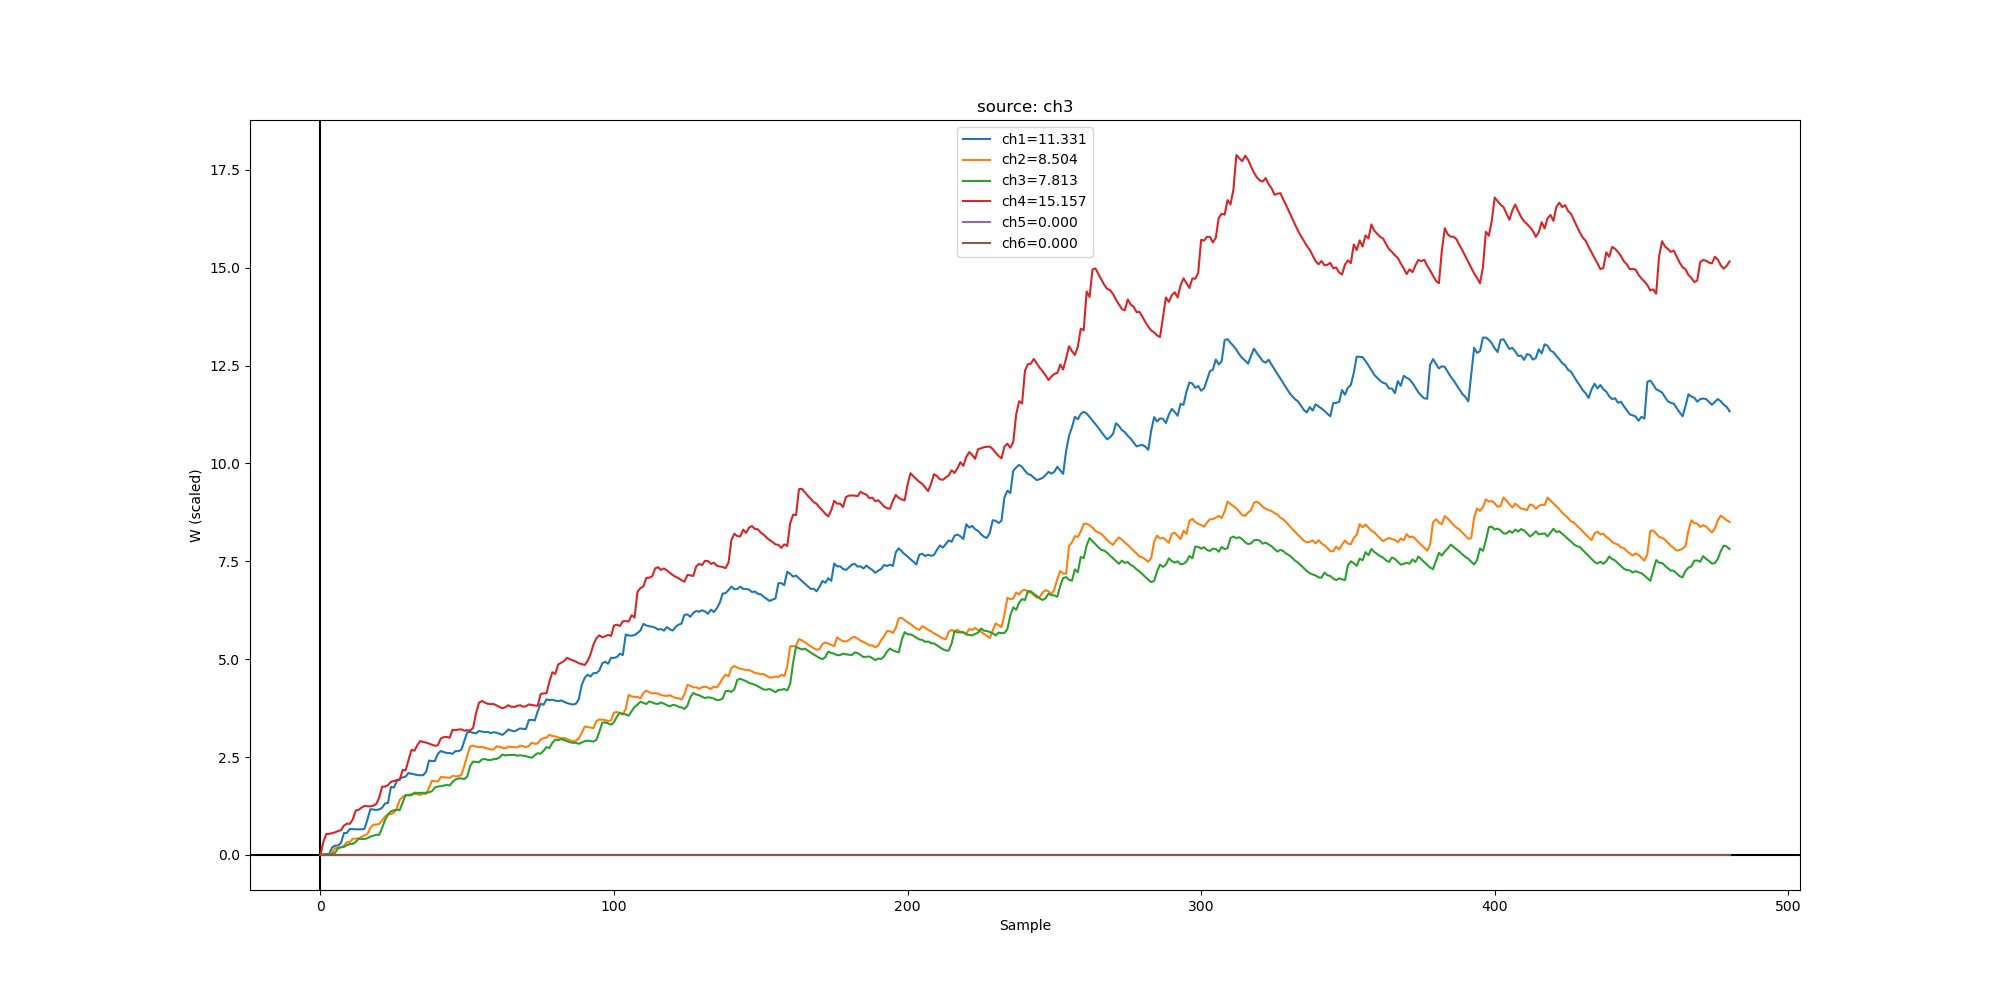 source: ch3
ch1=11.331
ch2=8.504
ch3=7.813
ch4=15.157
ch5=0.000
ch6=0.000
W (scaled)
17.5
15.0
12.5
10.0
7.5
5.0
2.5
0.0
0 100 200 300 400 500
Sample